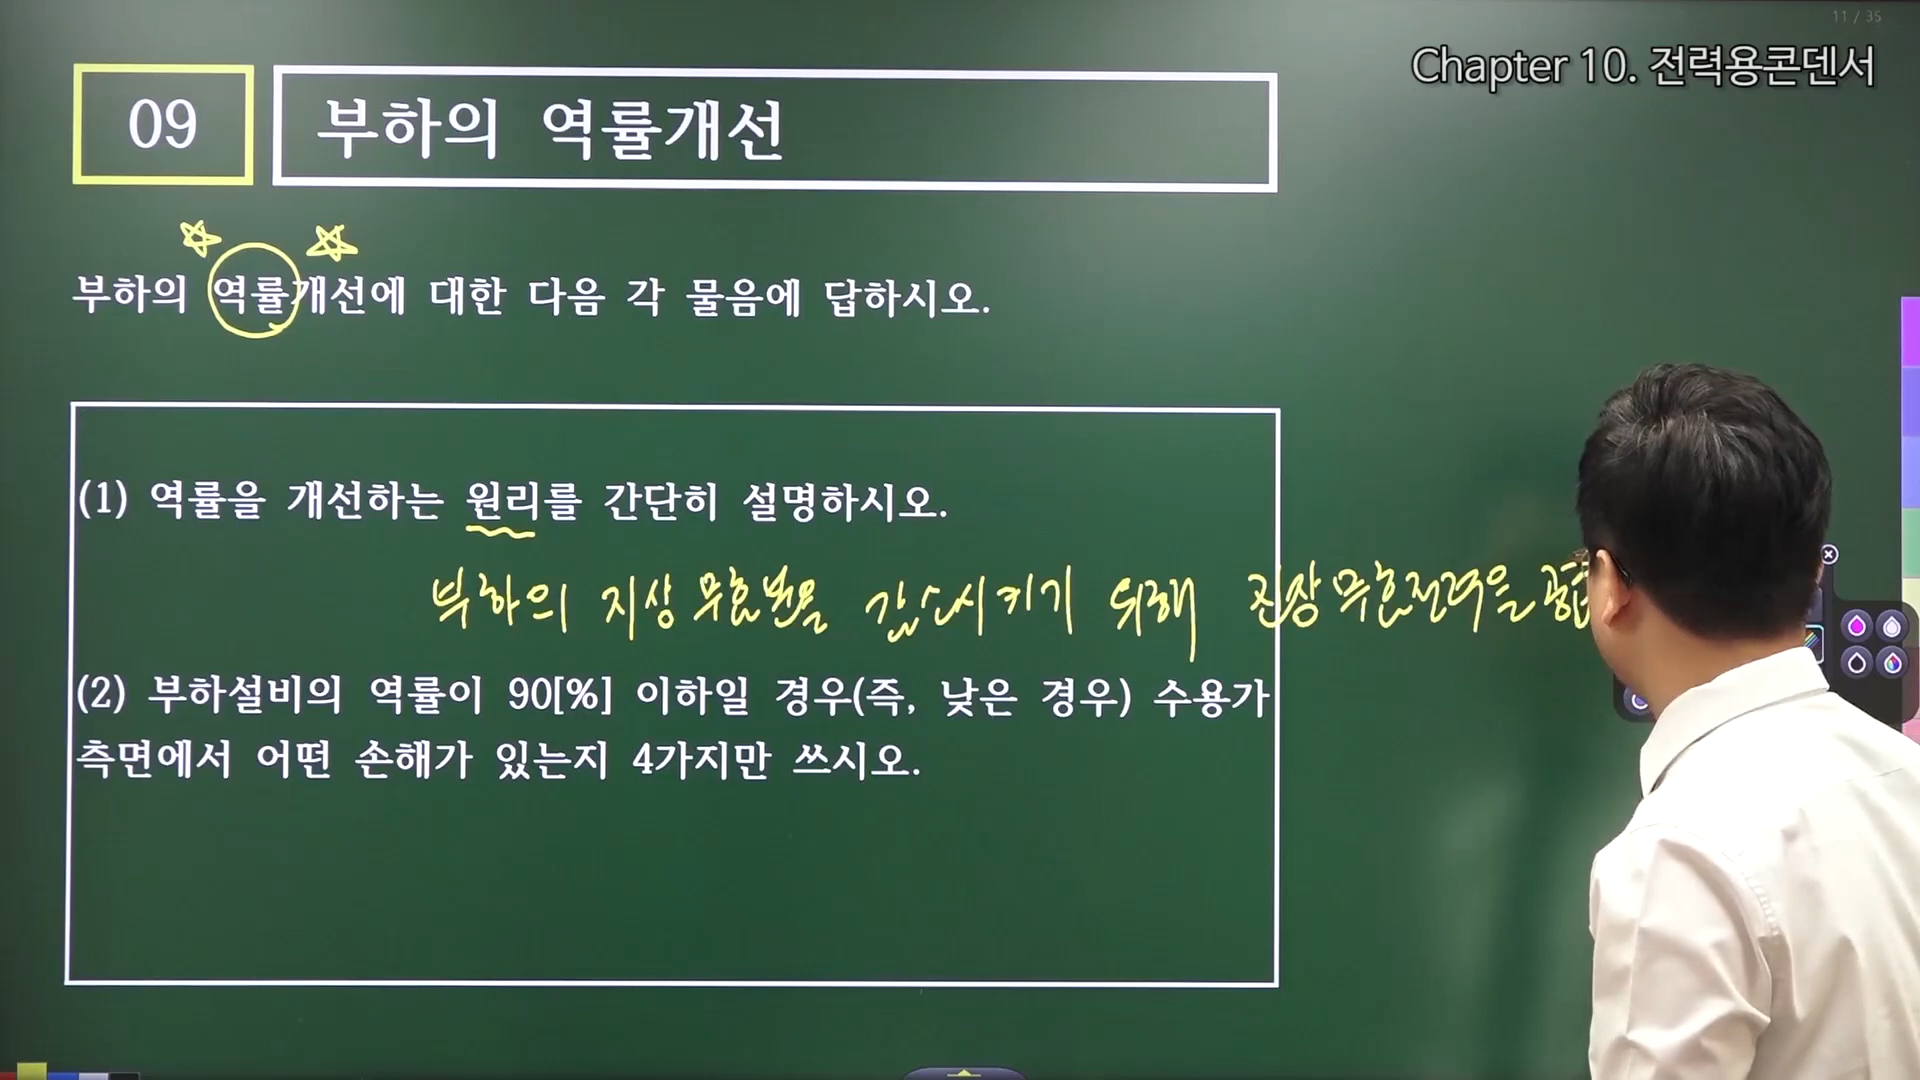 11 / 35
Chapter 10. 전력용콘덴서
09
부하의 역률개선
부하의 역률개선에 대한 다음 각 물음에 답하시오.
(1) 역률을 개선하는 원리를 간단히 설명하시오.
부하의 지상 무효분을 감소시키기 위해 진상 무효전력을 공급
(2) 부하설비의 역률이 90[%] 이하일 경우(즉, 낮은 경우) 수용가
측면에서 어떤 손해가 있는지 4가지만 쓰시오.